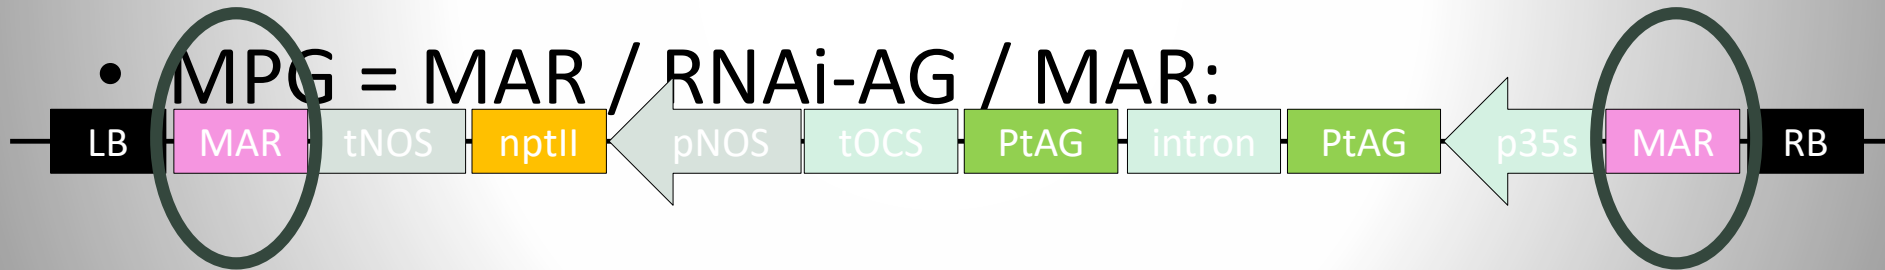 • MPG = MAR / RNAi-AG / MAR:
LB MAR tNOS nptII pNOS tOCS PtAG intron PtAG p35s MAR RB